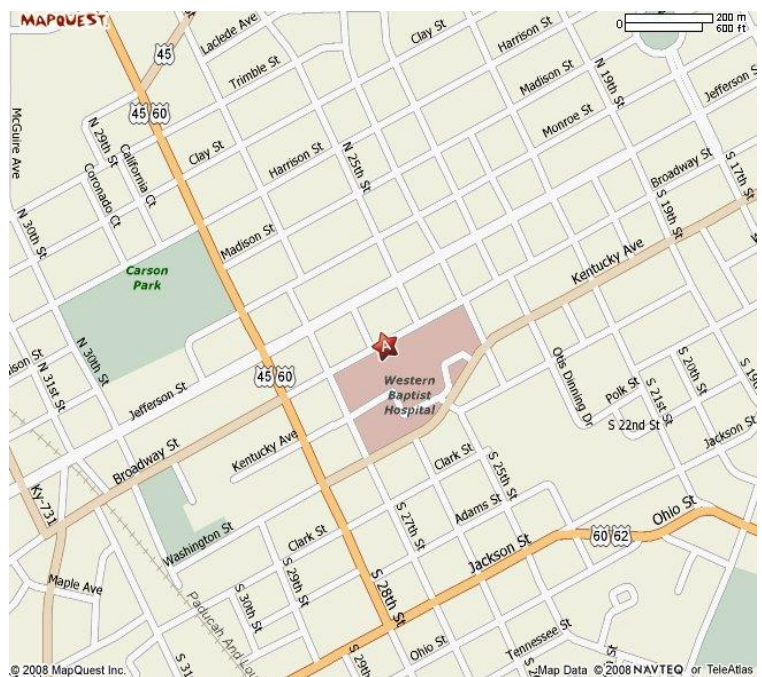 MAPQUEST
0
200 m
600 ft
Laclede Ave
Clay St
Harrison St
Trimble St
Madison St
N 19th St
Jefferson St
45
McGuire Ave
45 60
N 29th St
California Ct
Coronado Ct
Clay St
Harrison St
N 25th St
Monroe St
Broadway St
S 17th St
S 19th St
N 30th St
Madison St
Kentucky Ave
Carson
Park
N 30th St
A
45 60
Western
Baptist
Hospital
Otis Dinning Dr
S 20th St
S 21st St
Polk St
S 22nd St
Jackson St
S 31st St
Jefferson St
Broadway St
Kentucky Ave
Clark St
S 25th St
Adams St
S 27th St
Ky-731
Washington St
Clark St
S 29th St
S 30th St
Maple Ave
Paducah And
S 28th St
Jackson St
60 62
Ohio St
Ohio St
Tennessee St
S 29th
© 2008 MapQuest Inc.
Map Data © 2008 NAVTEQ or TeleAtlas